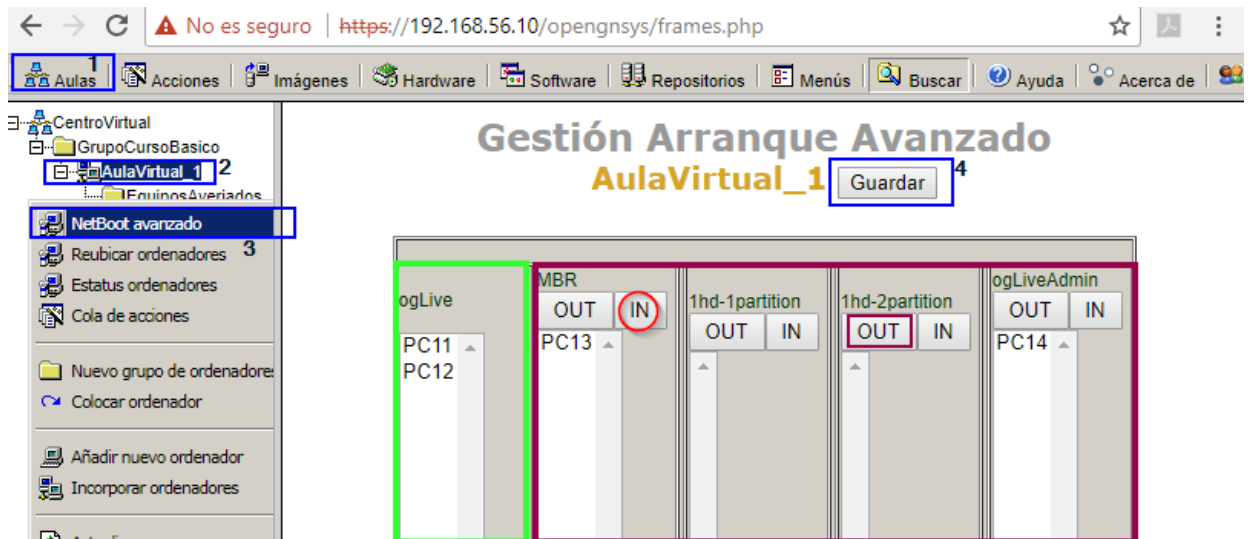 No es seguro | https://192.168.56.10/opengnsys/frames.php
1
Aulas Acciones Imágenes Hardware Software Repositorios Menús Buscar Ayuda Acerca de
CentroVirtual
GrupoCursoBasico
AulaVirtual_1 2
EquiposAveriados
NetBoot avanzado
Reubicar ordenadores 3
Estatus ordenadores
Cola de acciones
Nuevo grupo de ordenadores
Colocar ordenador
Añadir nuevo ordenador
Incorporar ordenadores
Gestión Arranque Avanzado
AulaVirtual_1 Guardar 4
ogLive
PC11
PC12
MBR
OUT IN
PC13
1hd-1partition
OUT IN
1hd-2partition
OUT IN
ogLiveAdmin
OUT IN
PC14